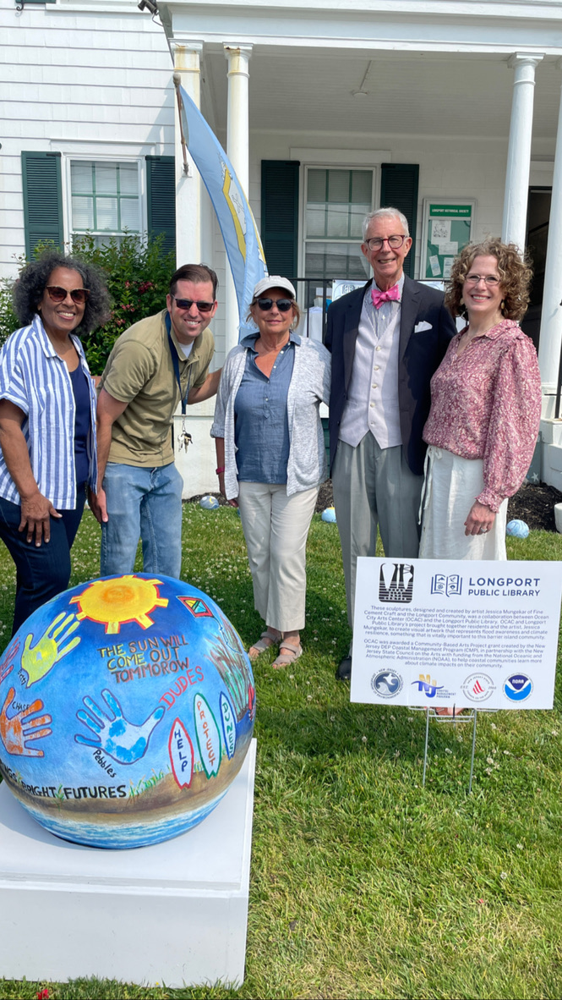 LONGPORT HISTORICAL SOCIETY
LONGPORT
PUBLIC LIBRARY
These sculptures, designed and created by artist Jessica Mungekar of Fine
Cement Craft and the Longport Community, was a collaboration between Ocean
City Arts Center (OCAC) and the Longport Public Library. OCAC and Longport
Public Library's project brought together residents and the artist, Jessica
Mungekar, to create visual artwork that represents flood awareness and climate
resilience, something that is vitally important to this barrier island community.
OCAC was awarded a Community-Based Arts Project grant created by the New
Jersey DEP Coastal Management Program (CMP), in partnership with the New
Jersey State Council on the Arts with funding from the National Oceanic and
Atmospheric Administration (NOAA), to help coastal communities learn more
about climate impacts on their community.
NJ
COASTAL
MANAGEMENT
PROGRAM
NOAA
THE SUN WILL
COME OUT
TOMMOROW
DUDES
HELP
PROTECT
DUNES
CHASE
Pebbles
BRIGHT FUTURES